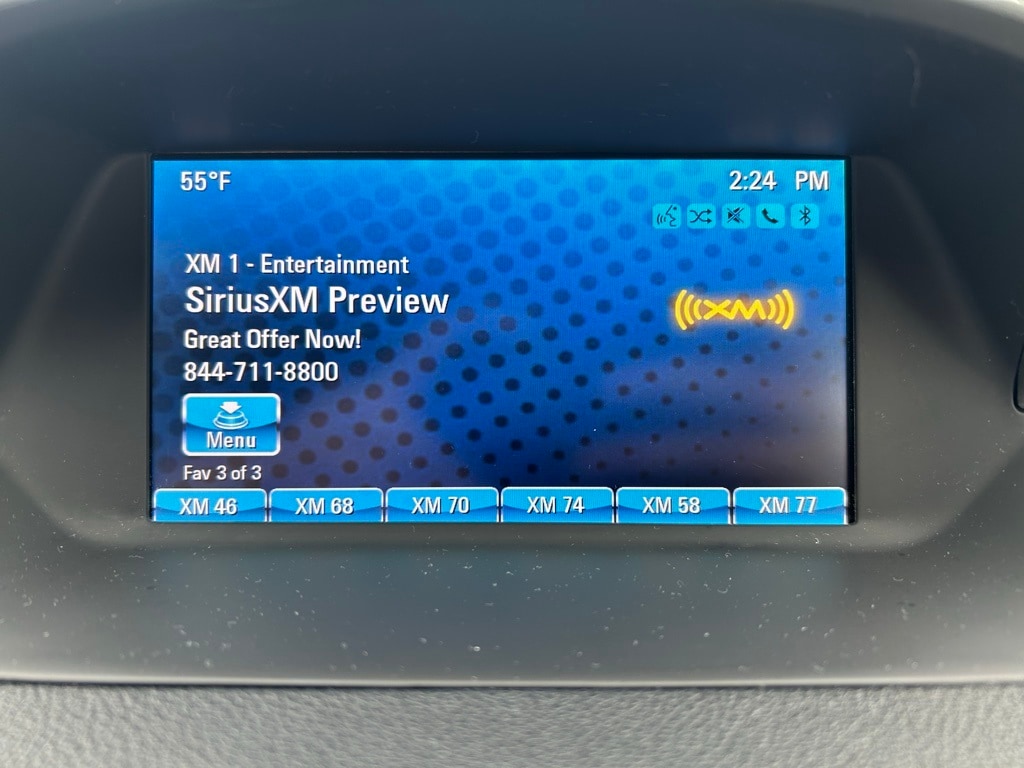 55°F
2:24 PM
XM 1 - Entertainment
SiriusXM Preview
((XM))
Great Offer Now!
844-711-8800
Menu
Fav 3 of 3
XM 46 XM 68 XM 70 XM 74 XM 58 XM 77